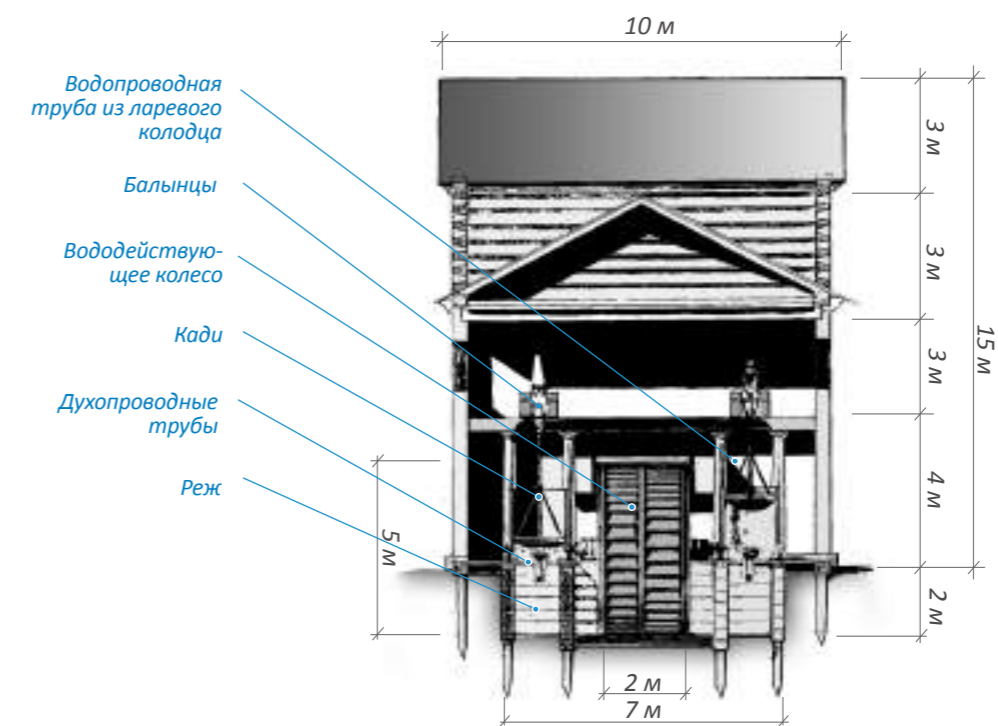 10 м
Водопроводная
труба из ларевого
колодца
Балынцы
Вододействую-
щее колесо
Кади
Духопроводные
трубы
Реж
3 м
3 м
3 м
4 м
2 м
15 м
5 м
2 м
7 м